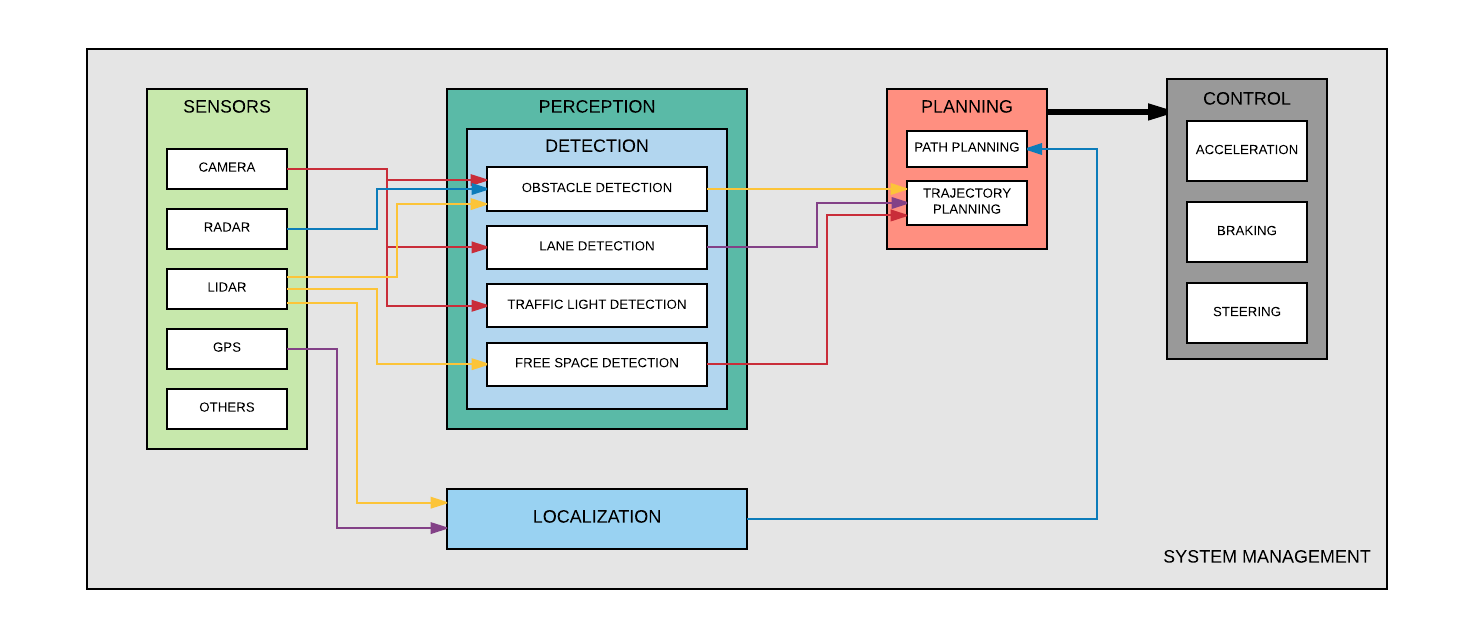 SENSORS
CAMERA
RADAR
LIDAR
GPS
OTHERS
PERCEPTION
DETECTION
OBSTACLE DETECTION
LANE DETECTION
TRAFFIC LIGHT DETECTION
FREE SPACE DETECTION
LOCALIZATION
PLANNING
PATH PLANNING
TRAJECTORY
PLANNING
CONTROL
ACCELERATION
BRAKING
STEERING
SYSTEM MANAGEMENT